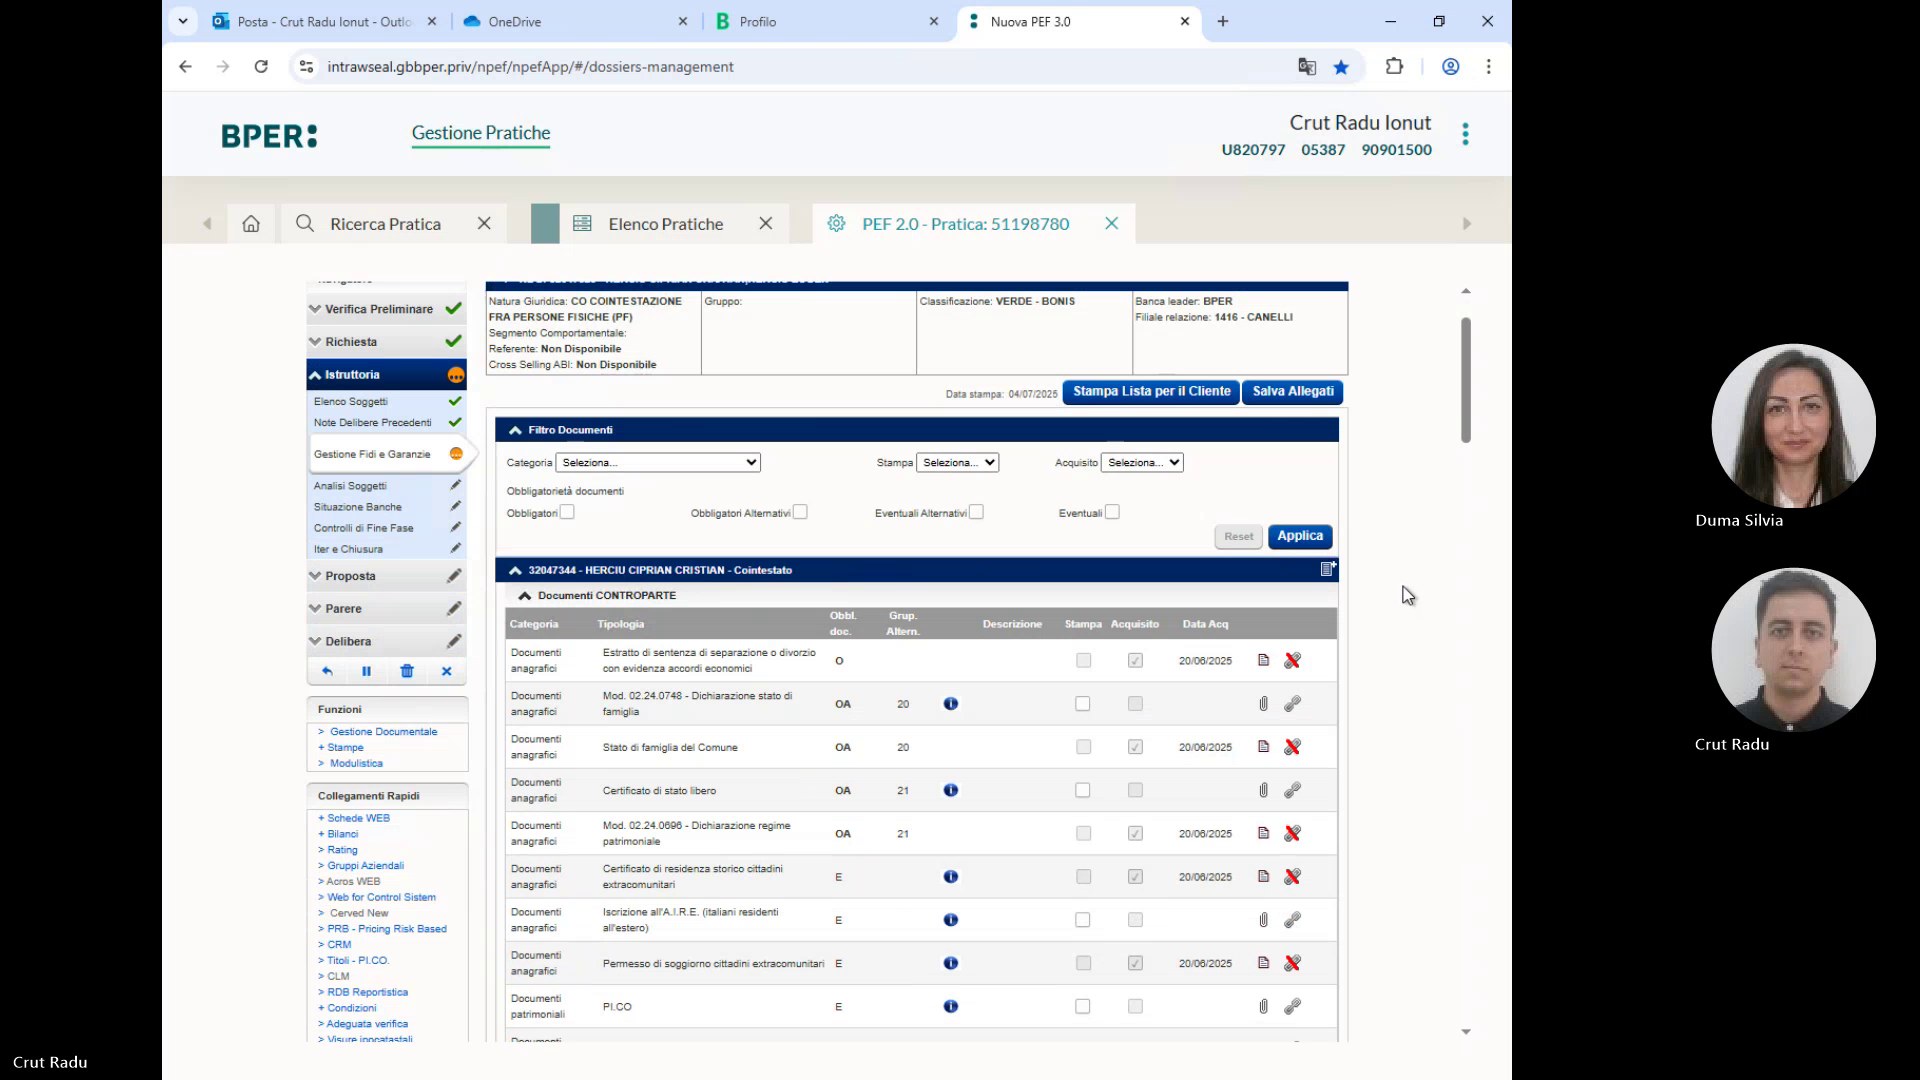 Posta - Crut Radu Ionut - Outlo
OneDrive
Profilo
Nuova PEF 3.0
intrawseal.gbbper.priv/npef/npefApp/#/dossiers-management
BPER:
Gestione Pratiche
Crut Radu Ionut
U820797 05387 90901500
Ricerca Pratica
Elenco Pratiche
PEF 2.0 - Pratica: 51198780
Verifica Preliminare
Richiesta
Istruttoria
Elenco Soggetti
Note Delibere Precedenti
Gestione Fidi e Garanzie
Analisi Soggetti
Situazione Banche
Controlli di Fine Fase
Iter e Chiusura
Proposta
Parere
Delibera
Funzioni
> Gestione Documentale
+ Stampe
> Modulistica
Collegamenti Rapidi
+ Schede WEB
+ Bilanci
> Rating
> Gruppi Aziendali
> Acros WEB
> Web for Control Sistem
> Cerved New
> PRB - Pricing Risk Based
> CRM
> Titoli - PI.CO.
> CLM
> RDB Reportistica
+ Condizioni
> Adeguata verifica
> Visure ipocatastali
Natura Giuridica: CO COINTESTAZIONE
FRA PERSONE FISICHE (PF)
Segmento Comportamentale:
Referente: Non Disponibile
Cross Selling ABI: Non Disponibile
Gruppo:
Classificazione: VERDE - BONIS
Banca leader: BPER
Filiale relazione: 1416 - CANELLI
Data stampa: 04/07/2025
Stampa Lista per il Cliente
Salva Allegati
Filtro Documenti
Categoria Seleziona...
Stampa Seleziona...
Acquisito Seleziona...
Obbligatorietà documenti
Obbligatori
Obbligatori Alternativi
Eventuali Alternativi
Eventuali
Reset
Applica
32047344 - HERCIU CIPRIAN CRISTIAN - Cointestato
Documenti CONTROPARTE
Categoria Tipologia Obbl. doc. Grup. Altern. Descrizione Stampa Acquisito Data Acq
Documenti anagrafici Estratto di sentenza di separazione o divorzio con evidenza accordi economici O 20/06/2025
Documenti anagrafici Mod. 02.24.0748 - Dichiarazione stato di famiglia OA 20
Documenti anagrafici Stato di famiglia del Comune OA 20 20/06/2025
Documenti anagrafici Certificato di stato libero OA 21
Documenti anagrafici Mod. 02.24.0696 - Dichiarazione regime patrimoniale OA 21 20/06/2025
Documenti anagrafici Certificato di residenza storico cittadini extracomunitari E 20/06/2025
Documenti anagrafici Iscrizione all'A.I.R.E. (italiani residenti all'estero) E
Documenti anagrafici Permesso di soggiorno cittadini extracomunitari E 20/06/2025
Documenti patrimoniali PI.CO E
Documenti
Duma Silvia
Crut Radu
Crut Radu